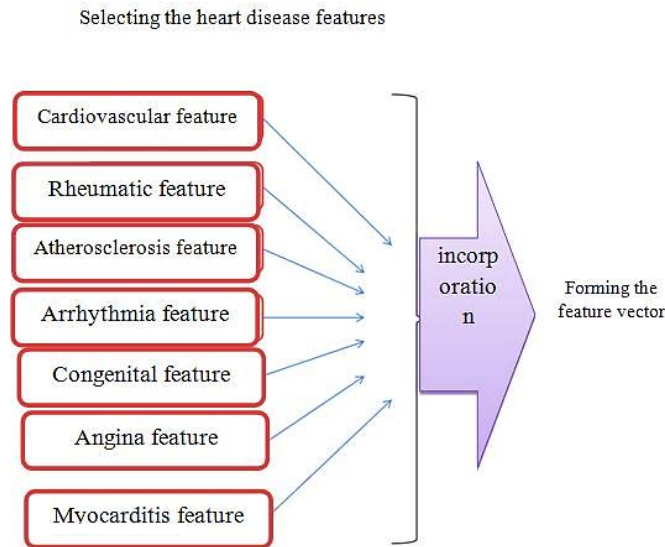 Selecting the heart disease features
Cardiovascular feature
Rheumatic feature
Atherosclerosis feature
Arrhythmia feature
Congenital feature
Angina feature
Myocarditis feature
incorp
oratio
n
Forming the
feature vector